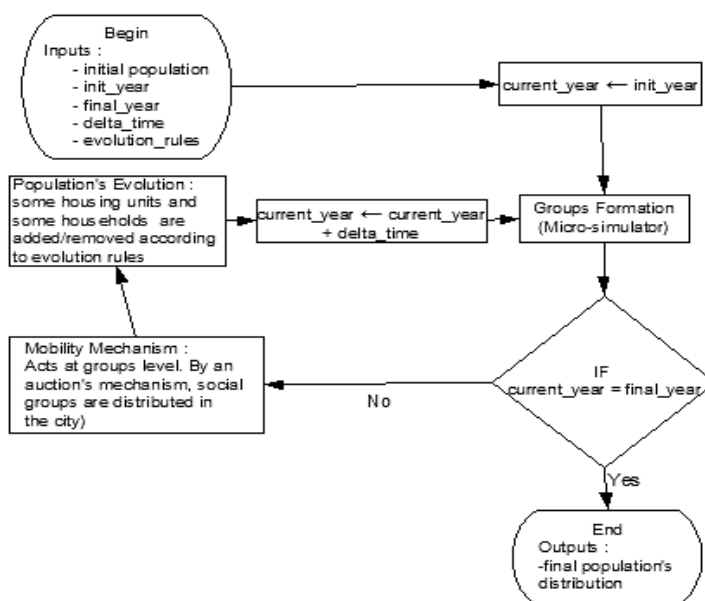 Begin
Inputs :
- initial population
- init_year
- final_year
- delta_time
- evolution_rules
current_year ← init_year
Population's Evolution :
some housing units and
some households are
added/removed according
to evolution rules
current_year ← current_year
+ delta_time
Groups Formation
(Micro-simulator)
Mobility Mechanism :
Acts at groups level. By an
auction's mechanism, social
groups are distributed in
the city)
IF
current_year = final_year
No
Yes
End
Outputs :
-final population's
distribution